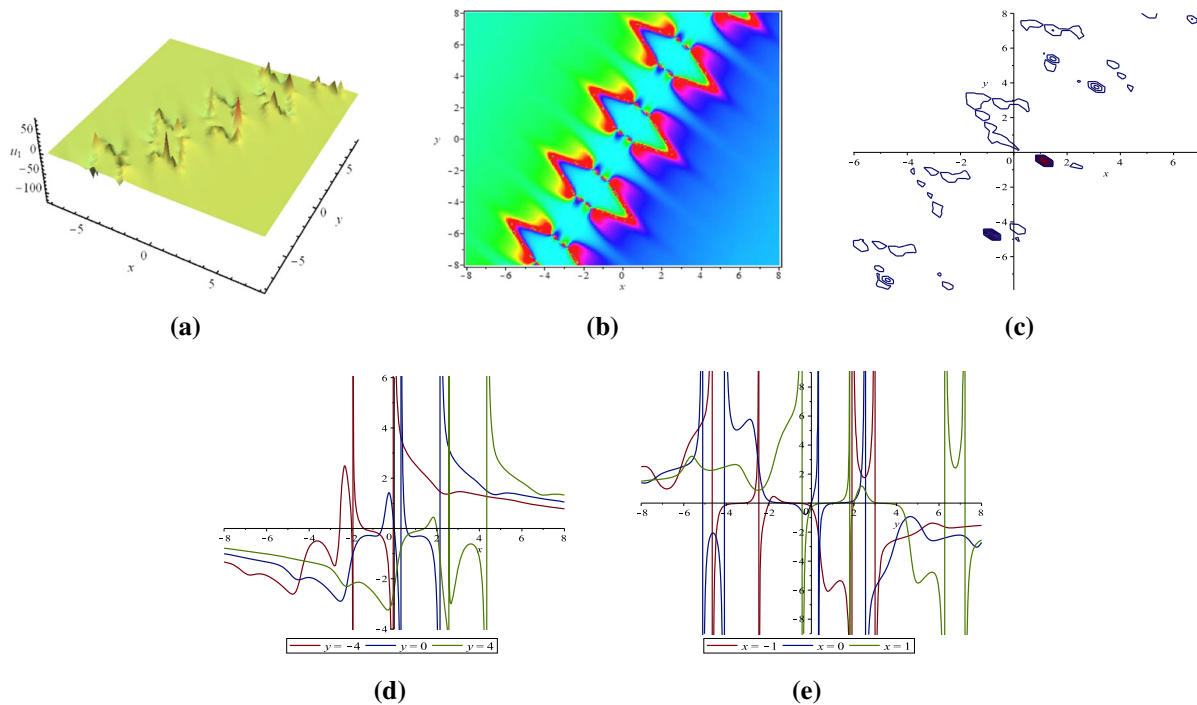 50
0
−50
−100
u₁
−5
0
5
x
−5
0
5
y
(a)
8
6
4
2
0
−2
−4
−6
−8
y
−8 −6 −4 −2 0 2 4 6 8
x
(b)
8
6
4
2
y
−6 −4 −2 0 2 4 6
x
−2
−4
−6
(c)
6
4
2
−8 −6 −4 −2 0 2 4 6 8
x
−2
−4
y = −4 y = 0 y = 4
(d)
8
6
4
2
−8 −6 −4 −2 0 2 4 6 8
y
−2
−4
−6
−8
x = −1 x = 0 x = 1
(e)